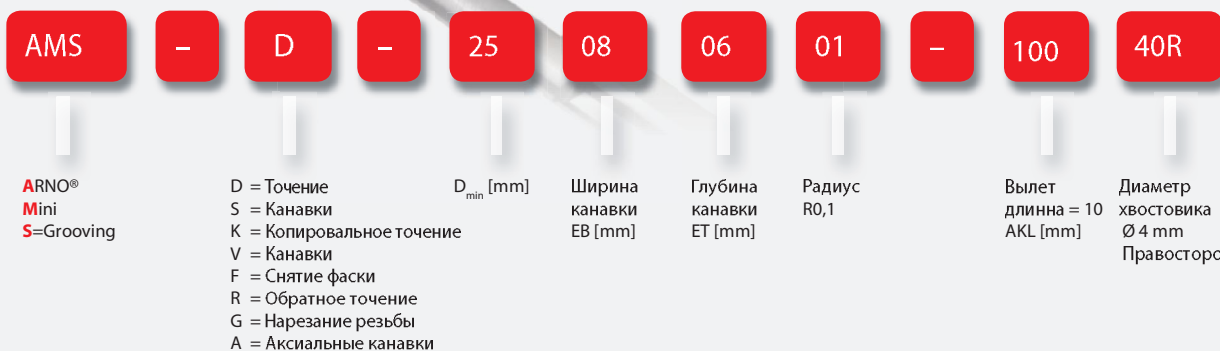 AMS – D – 25 08 06 01 – 100 40R
ARNO®
Mini
S=Grooving
D = Точение
S = Канавки
K = Копировальное точение
V = Канавки
F = Снятие фаски
R = Обратное точение
G = Нарезание резьбы
A = Аксиальные канавки
Dmin [mm]
Ширина
канавки
EB [mm]
Глубина
канавки
ET [mm]
Радиус
R0,1
Вылет
длинна = 10
AKL [mm]
Диаметр
хвостовика
Ø 4 mm
Правосторо